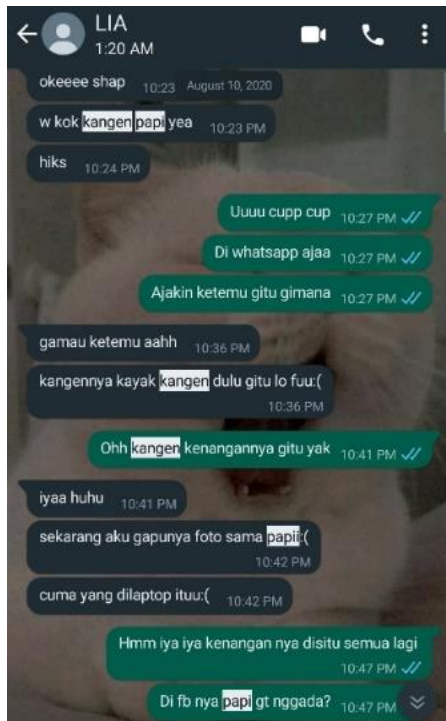 LIA
1:20 AM
okeeee shap 10:23
August 10, 2020
w kok kangen papi yea 10:23 PM
hiks 10:24 PM
Uuuu cupp cup 10:27 PM
Di whatsapp ajaa 10:27 PM
Ajakin ketemu gitu gimana 10:27 PM
gamau ketemu aahh 10:36 PM
kangennya kayak kangen dulu gitu lo fuu:(
10:36 PM
Ohh kangen kenangannya gitu yak 10:41 PM
iyaa huhu 10:41 PM
sekarang aku gapunya foto sama papii:(
10:42 PM
cuma yang dilaptop ituu:( 10:42 PM
Hmm iya iya kenangan nya disitu semua lagi
10:47 PM
Di fb nya papi gt nggada? 10:47 PM